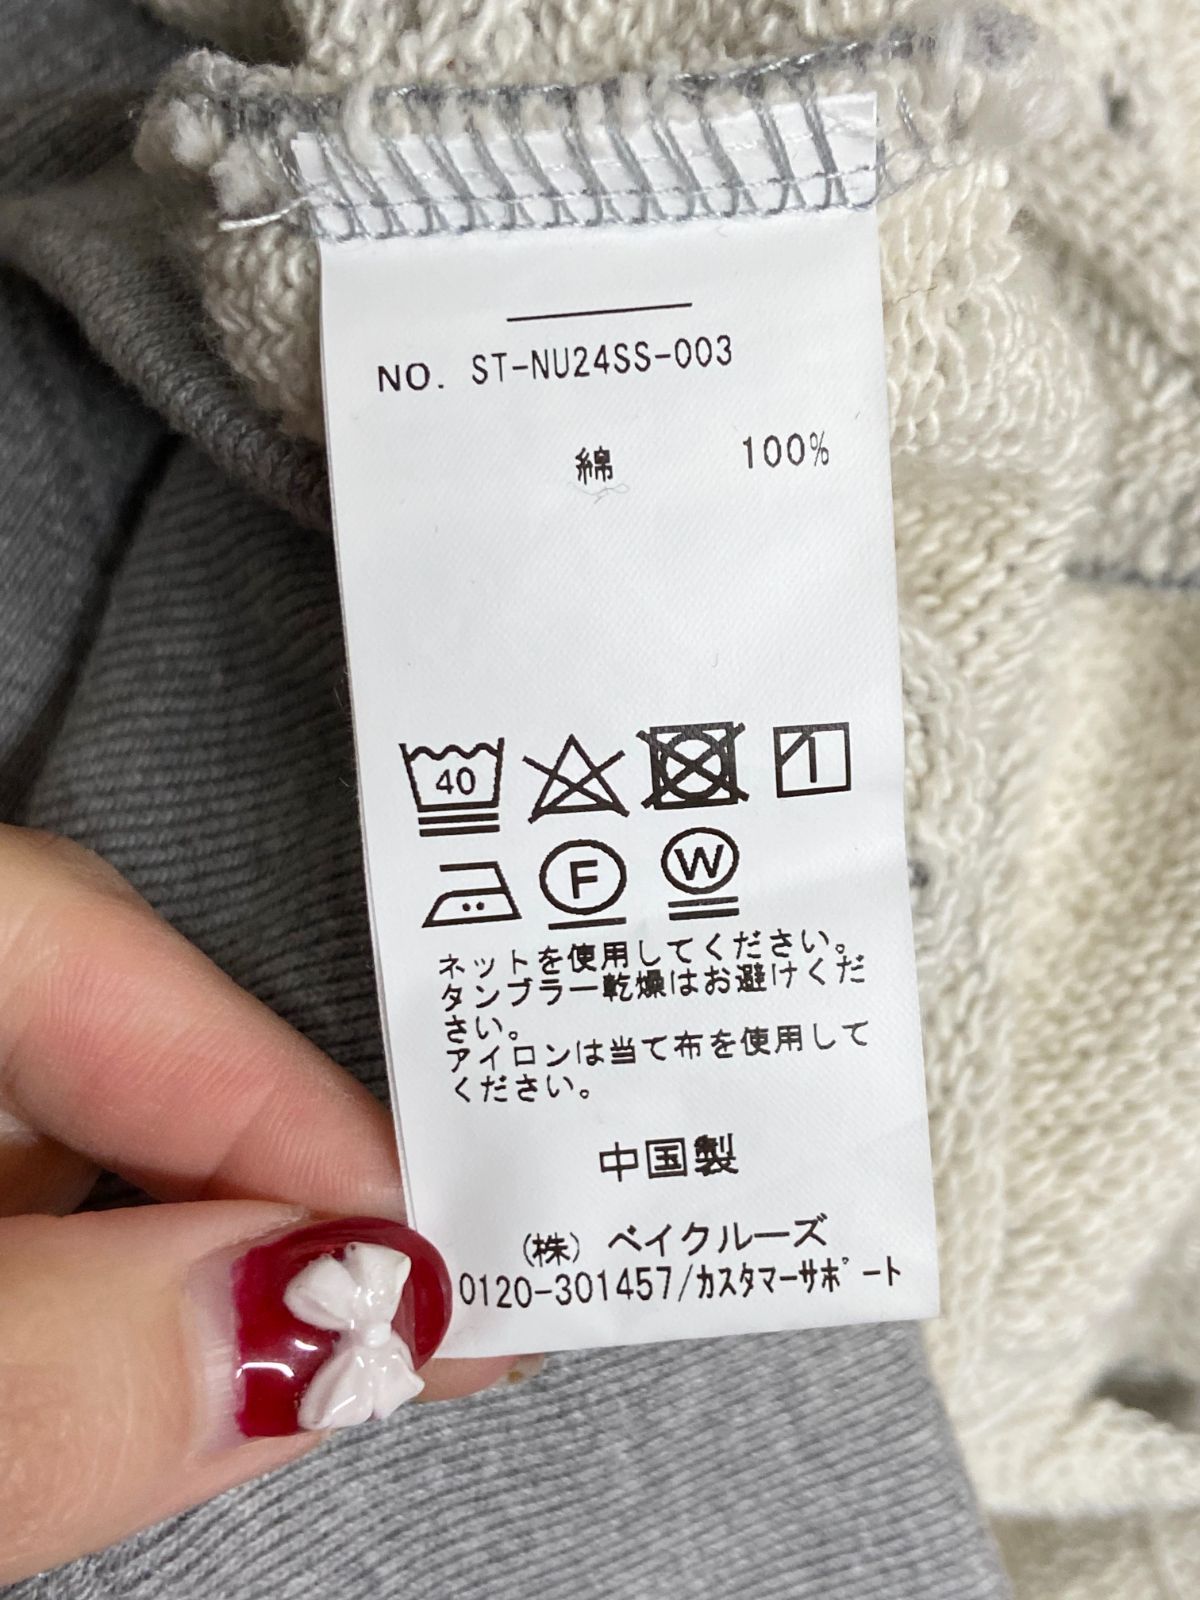 NO. ST-NU24SS-003
綿 100%
40
F W
ネットを使用してください。
タンブラー乾燥はお避けくだ
さい。
アイロンは当て布を使用して
ください。
中国製
(株) ベイクルーズ
0120-301457/カスタマーサポート